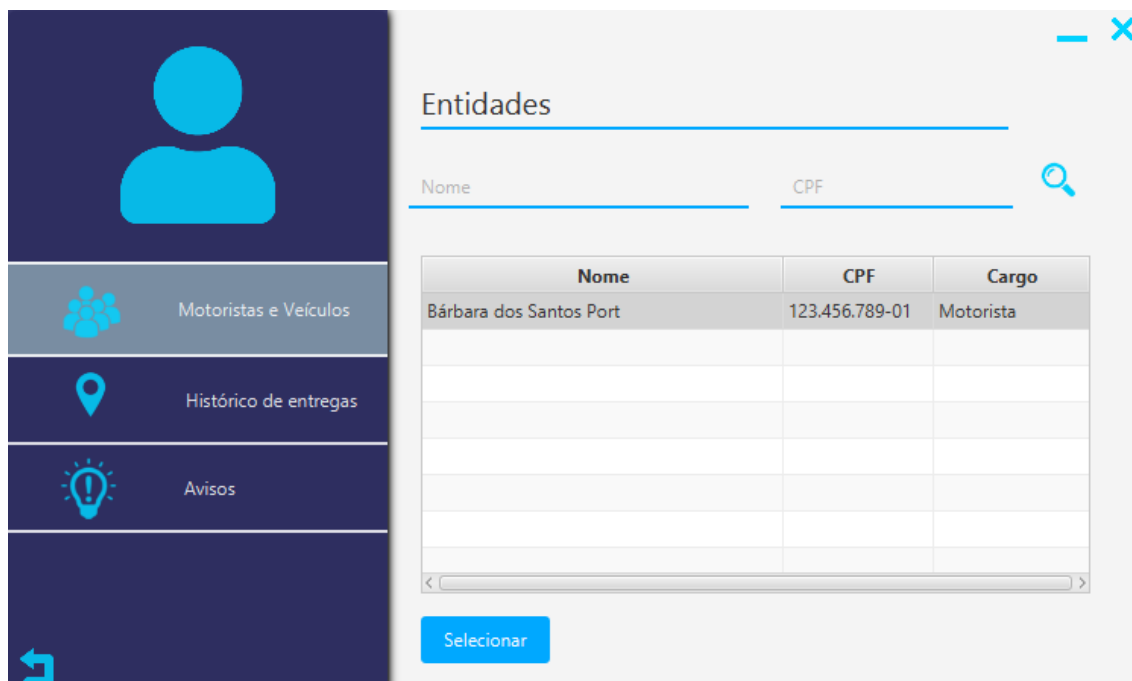 Entidades
Nome CPF
Motoristas e Veículos
Histórico de entregas
Avisos
Nome CPF Cargo
Bárbara dos Santos Port 123.456.789-01 Motorista
Selecionar